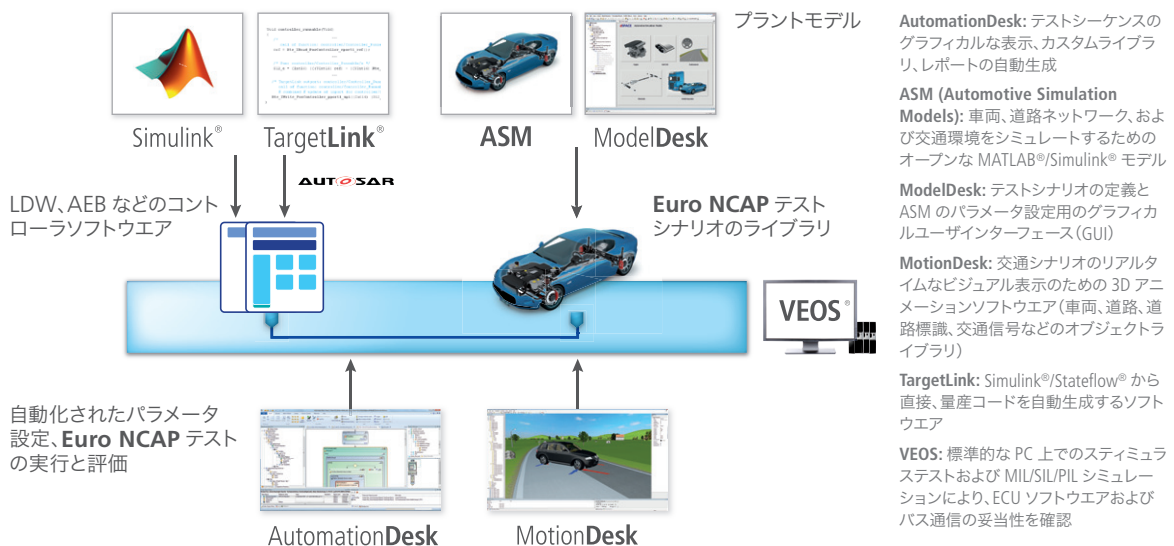 プラントモデル
Simulink®
TargetLink®
ASM
ModelDesk
AUTOSAR
LDW、AEB などのコント
ローラソフトウエア
Euro NCAP テスト
シナリオのライブラリ
VEOS®
自動化されたパラメータ
設定、Euro NCAP テスト
の実行と評価
AutomationDesk
MotionDesk
AutomationDesk: テストシーケンスの
グラフィカルな表示、カスタムライブラ
リ、レポートの自動生成
ASM (Automotive Simulation
Models): 車両、道路ネットワーク、およ
び交通環境をシミュレートするための
オープンな MATLAB®/Simulink® モデル
ModelDesk: テストシナリオの定義と
ASM のパラメータ設定用のグラフィカ
ルユーザインターフェース（GUI）
MotionDesk: 交通シナリオのリアルタ
イムなビジュアル表示のための 3D アニ
メーションソフトウエア（車両、道路、道
路標識、交通信号などのオブジェクトラ
イブラリ）
TargetLink: Simulink®/Stateflow® から
直接、量産コードを自動生成するソフト
ウエア
VEOS: 標準的な PC 上でのスティミュラ
ステストおよび MIL/SIL/PIL シミュレー
ションにより、ECU ソフトウエアおよび
バス通信の妥当性を確認